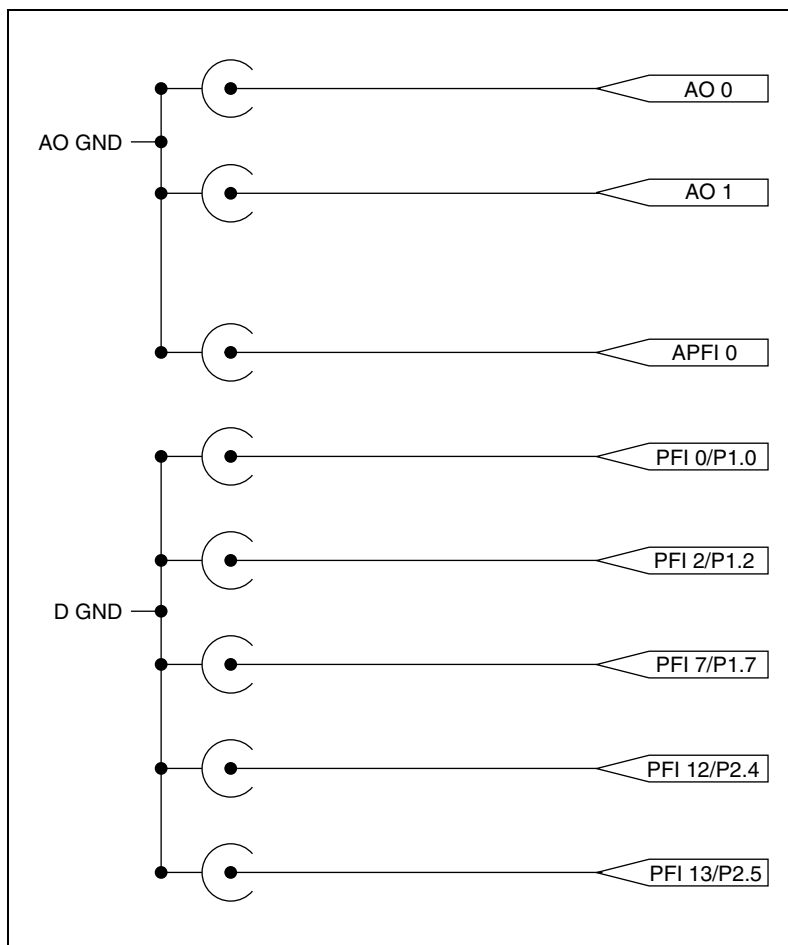 AO 0
AO GND
AO 1
APFI 0
PFI 0/P1.0
PFI 2/P1.2
D GND
PFI 7/P1.7
PFI 12/P2.4
PFI 13/P2.5